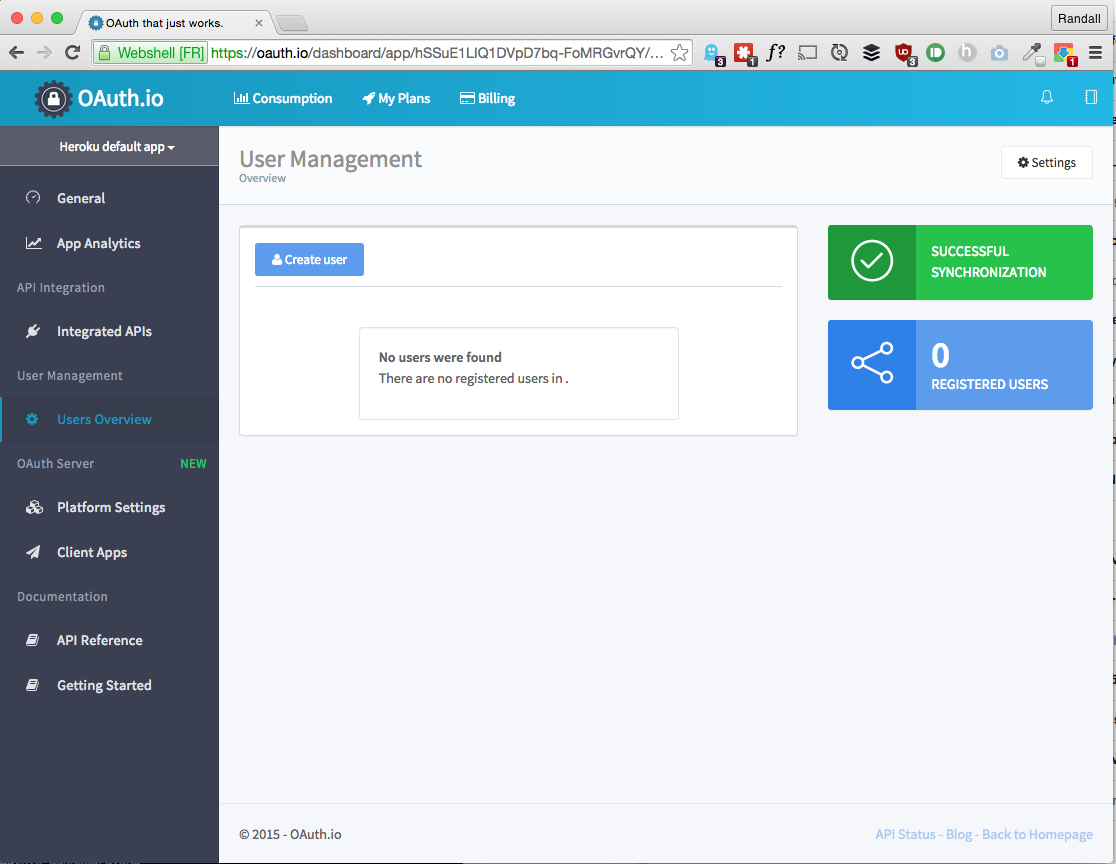 OAuth that just works.
Randall
Webshell [FR]
https://oauth.io/dashboard/app/hSSuE1LIQ1DVpD7bq-FoMRGvrQY/...
3
1
f?
UD
3
h
1
OAuth.io
Consumption
My Plans
Billing
Heroku default app
General
App Analytics
API Integration
Integrated APIs
User Management
Users Overview
OAuth Server
NEW
Platform Settings
Client Apps
Documentation
API Reference
Getting Started
User Management
Overview
Settings
Create user
No users were found
There are no registered users in .
SUCCESSFUL
SYNCHRONIZATION
0
REGISTERED USERS
© 2015 - OAuth.io
API Status - Blog - Back to Homepage